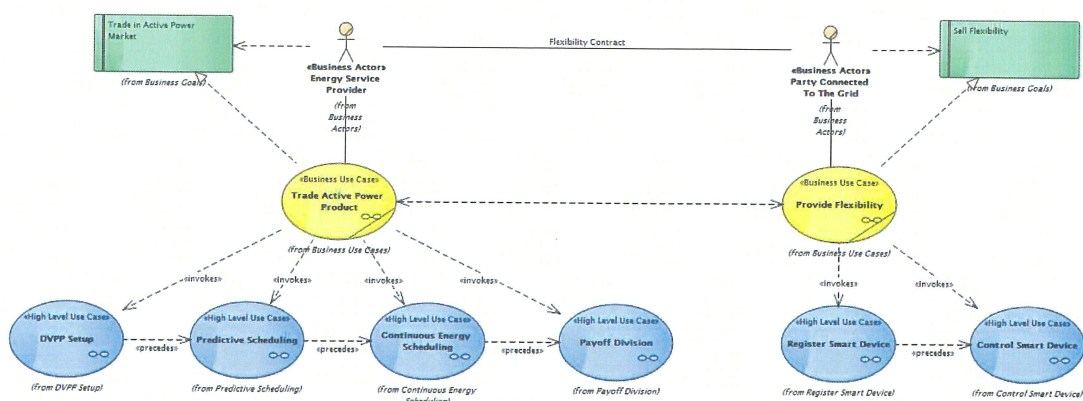 Trade in Active Power
Market
(from Business Goals)
«Business Actor»
Energy Service
Provider
(from
Business
Actors)
Flexibility Contract
«Business Actor»
Party Connected
To The Grid
(from
Business
Actors)
Sell Flexibility
(from Business Goals)
«Business Use Case»
Trade Active Power
Product
(from Business Use Cases)
«Business Use Case»
Provide Flexibility
(from Business Use Cases)
«invokes»
«invokes»
«invokes»
«invokes»
«invokes»
«invokes»
«High Level Use Case»
DVPP Setup
(from DVPP Setup)
«precedes»
«High Level Use Case»
Predictive Scheduling
(from Predictive Scheduling)
«precedes»
«High Level Use Case»
Continuous Energy
Scheduling
(from Continuous Energy
Scheduling)
«precedes»
«High Level Use Case»
Payoff Division
(from Payoff Division)
«High Level Use Case»
Register Smart Device
(from Register Smart Device)
«precedes»
«High Level Use Case»
Control Smart Device
(from Control Smart Device)